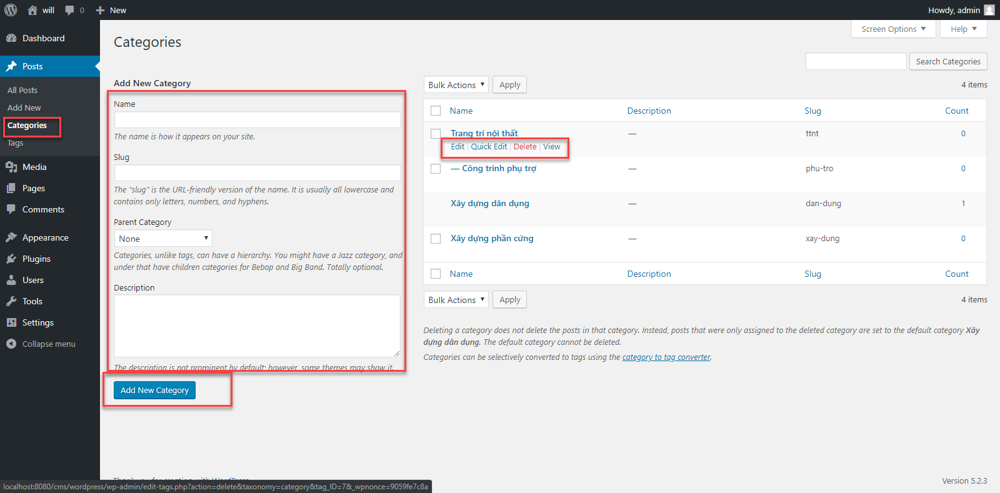 will
0
New
Howdy, admin
Screen Options
Help
Dashboard
Posts
All Posts
Add New
Categories
Tags
Media
Pages
Comments
Appearance
Plugins
Users
Tools
Settings
Collapse menu
Categories
Search Categories
Add New Category
Name
The name is how it appears on your site.
Slug
The “slug” is the URL-friendly version of the name. It is usually all lowercase and
contains only letters, numbers, and hyphens.
Parent Category
None
Categories, unlike tags, can have a hierarchy. You might have a Jazz category, and
under that have children categories for Bebop and Big Band. Totally optional.
Description
The description is not prominent by default; however, some themes may show it.
Add New Category
Bulk Actions
Apply
4 items
Name Description Slug Count
Trang trí nội thất — ttnt 0
Edit | Quick Edit | Delete | View
— Công trình phụ trợ — phu-tro 0
Xây dựng dân dụng — dan-dung 1
Xây dựng phần cứng — xay-dung 0
Name Description Slug Count
Bulk Actions
Apply
4 items
Deleting a category does not delete the posts in that category. Instead, posts that were only assigned to the deleted category are set to the default category Xây
dựng dân dụng. The default category cannot be deleted.
Categories can be selectively converted to tags using the category to tag converter.
Thank you for creating with WordPress.
localhost:8080/cms/wordpress/wp-admin/edit-tags.php?action=delete&taxonomy=category&tag_ID=7&_wpnonce=9059fe7c8a
Version 5.2.3